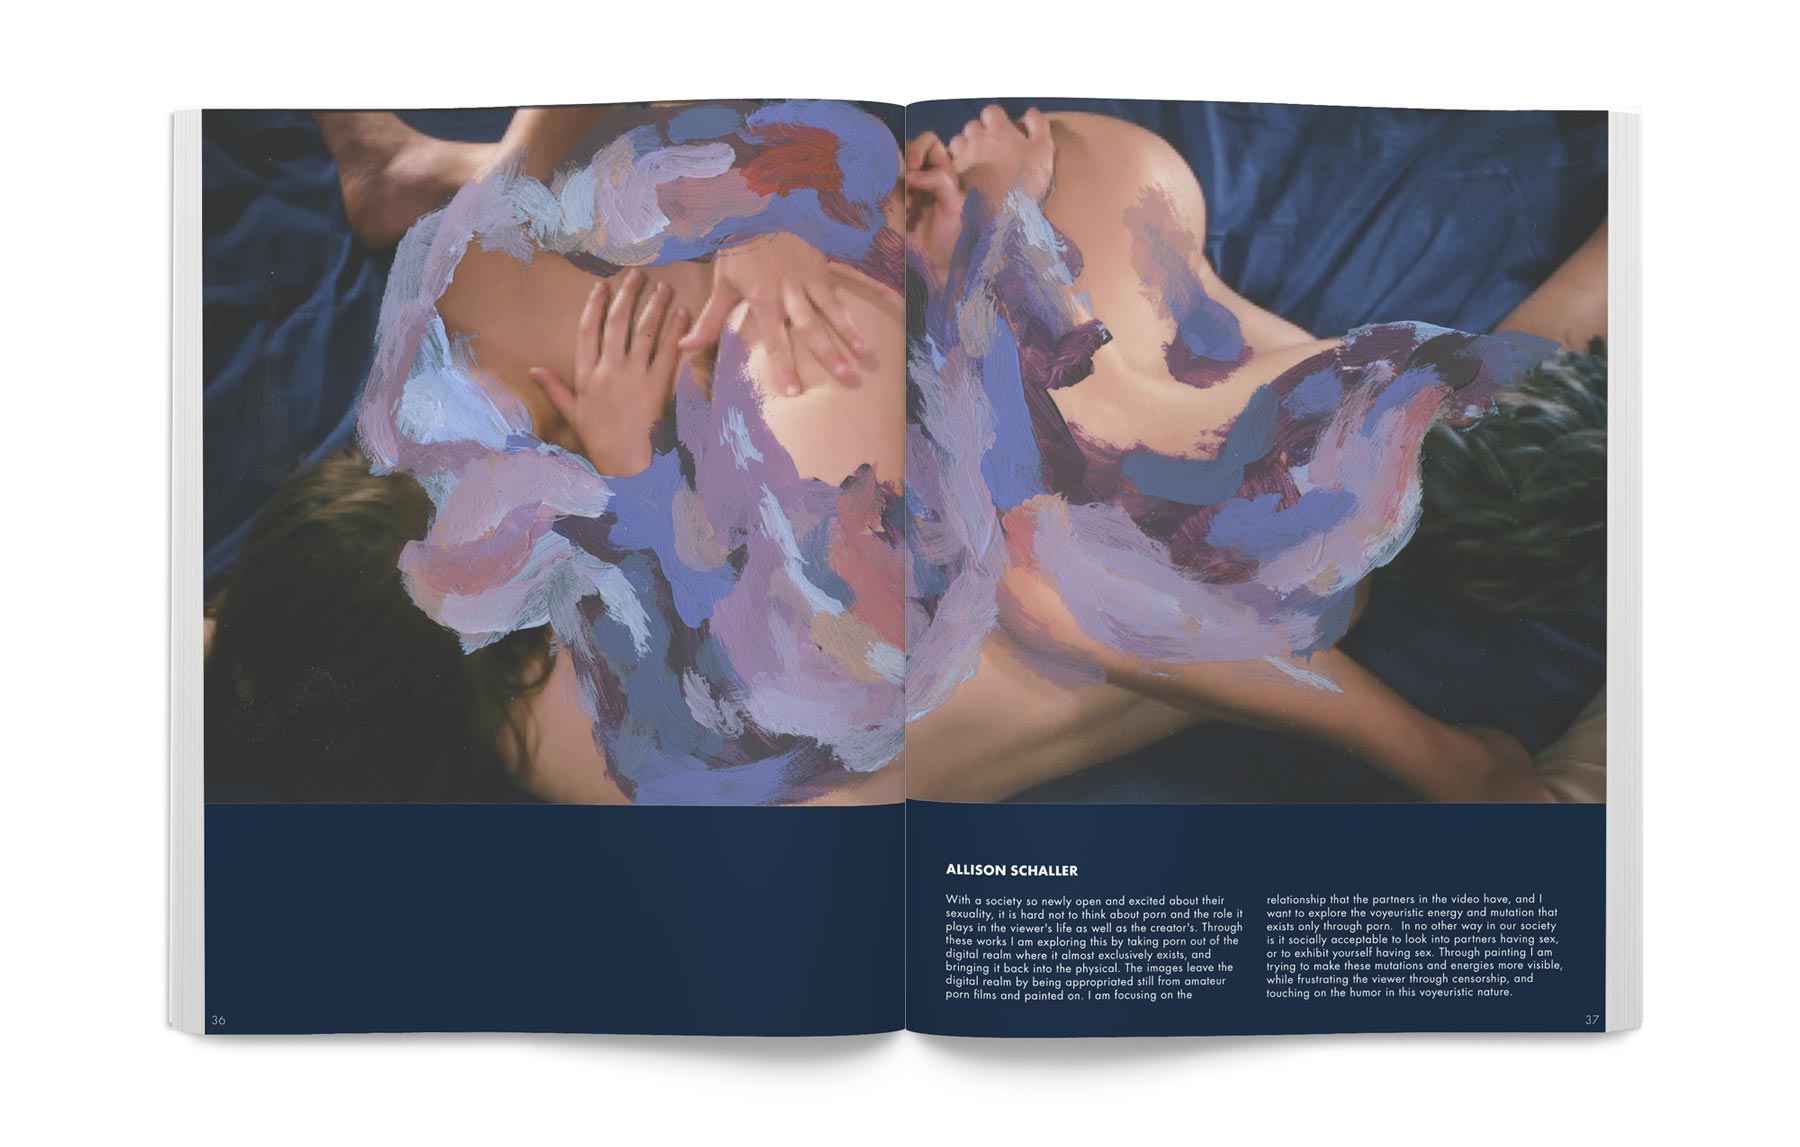 ALLISON SCHALLER
With a society so newly open and excited about their
sexuality, it is hard not to think about porn and the role it
plays in the viewer's life as well as the creator's. Through
these works I am exploring this by taking porn out of the
digital realm where it almost exclusively exists, and
bringing it back into the physical. The images leave the
digital realm by being appropriated still from amateur
porn films and painted on. I am focusing on the
relationship that the partners in the video have, and I
want to explore the voyeuristic energy and mutation that
exists only through porn.  In no other way in our society
is it socially acceptable to look into partners having sex,
or to exhibit yourself having sex. Through painting I am
trying to make these mutations and energies more visible,
while frustrating the viewer through censorship, and
touching on the humor in this voyeuristic nature.
36
37